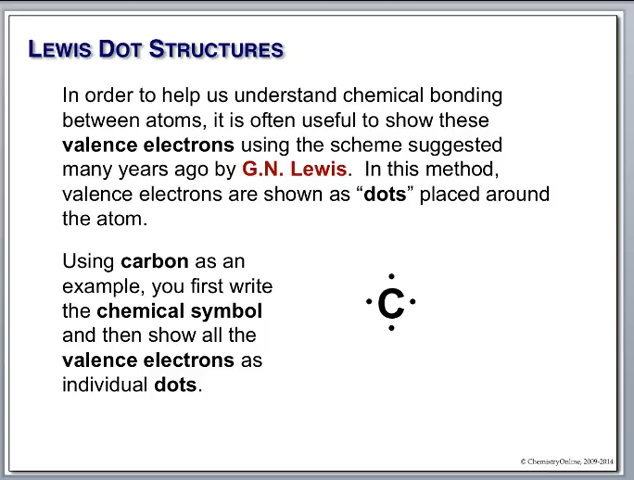 LEWIS DOT STRUCTURES
In order to help us understand chemical bonding
between atoms, it is often useful to show these
valence electrons using the scheme suggested
many years ago by G.N. Lewis. In this method,
valence electrons are shown as “dots” placed around
the atom.
Using carbon as an
example, you first write
the chemical symbol
and then show all the
valence electrons as
individual dots.
C
© ChemistryOnline, 2009-2014